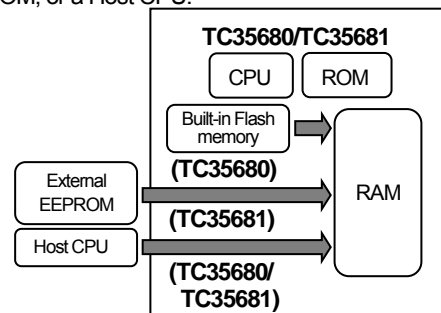 OM, or a Host CPU.
TC35680/TC35681
CPU
ROM
Built-in Flash
memory
(TC35680)
External
EEPROM
RAM
(TC35681)
Host CPU
(TC35680/
TC35681)